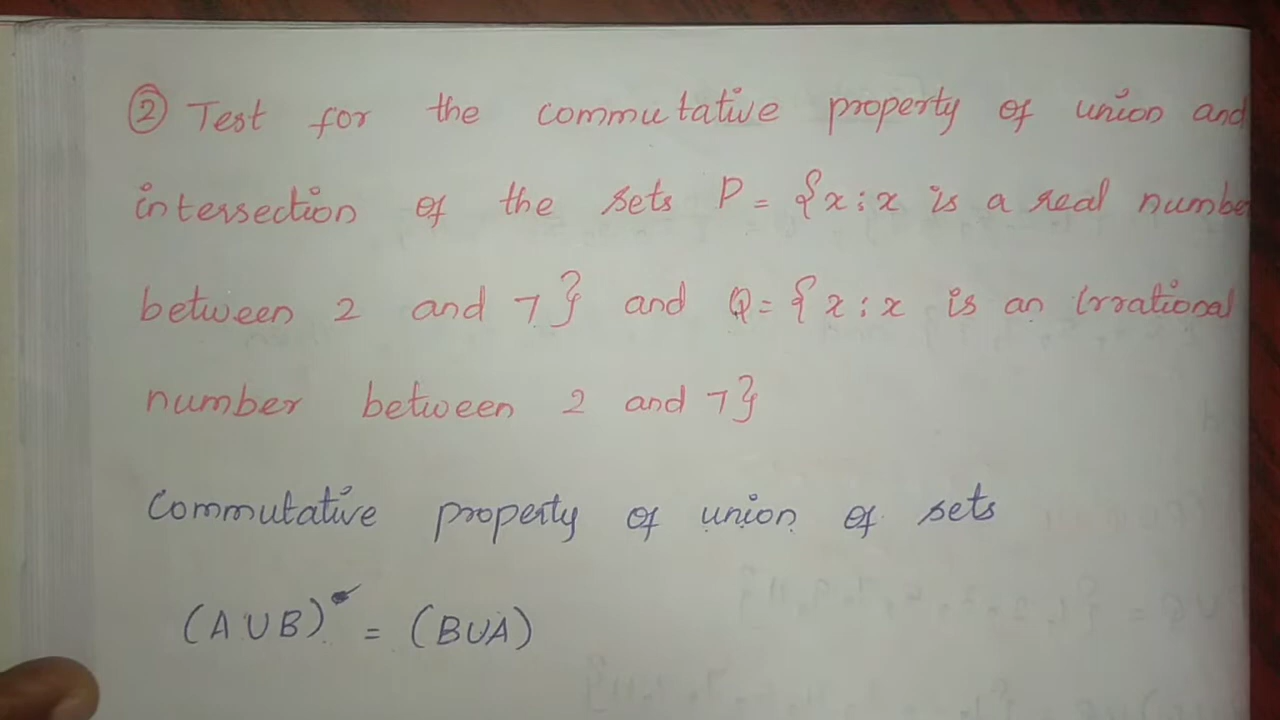 ② Test for the commutative property of union and
intersection of the sets P = {x : x is a real number
between 2 and 7} and Q = {x : x is an irrational
number between 2 and 7}
Commutative property of union of sets
(A ∪ B) = (B ∪ A)